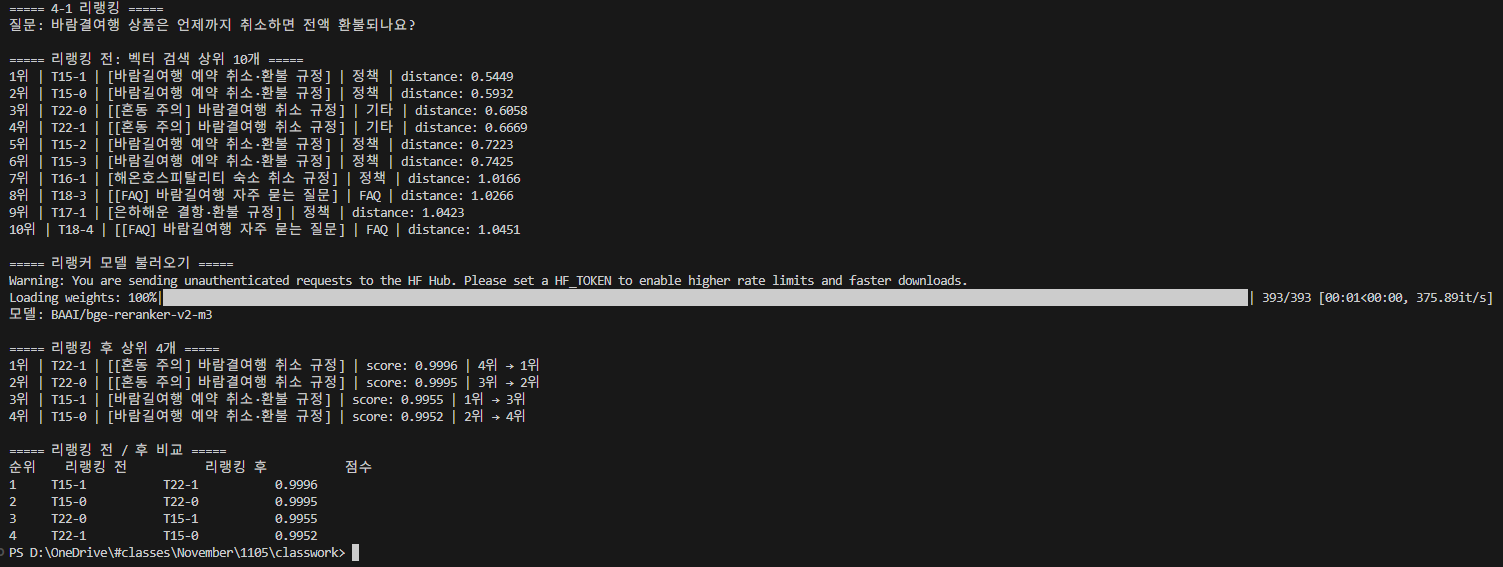 ===== 4-1 리랭킹 =====
질문: 바람결여행 상품은 언제까지 취소하면 전액 환불되나요?
===== 리랭킹 전: 벡터 검색 상위 10개 =====
1위 | T15-1 | [바람길여행 예약 취소·환불 규정] | 정책 | distance: 0.5449
2위 | T15-0 | [바람길여행 예약 취소·환불 규정] | 정책 | distance: 0.5932
3위 | T22-0 | [[혼동 주의] 바람결여행 취소 규정] | 기타 | distance: 0.6058
4위 | T22-1 | [[혼동 주의] 바람결여행 취소 규정] | 기타 | distance: 0.6669
5위 | T15-2 | [바람길여행 예약 취소·환불 규정] | 정책 | distance: 0.7223
6위 | T15-3 | [바람길여행 예약 취소·환불 규정] | 정책 | distance: 0.7425
7위 | T16-1 | [해온호스피탈리티 숙소 취소 규정] | 정책 | distance: 1.0166
8위 | T18-3 | [[FAQ] 바람길여행 자주 묻는 질문] | FAQ | distance: 1.0266
9위 | T17-1 | [은하해운 결항·환불 규정] | 정책 | distance: 1.0423
10위 | T18-4 | [[FAQ] 바람길여행 자주 묻는 질문] | FAQ | distance: 1.0451
===== 리랭커 모델 불러오기 =====
Warning: You are sending unauthenticated requests to the HF Hub. Please set a HF_TOKEN to enable higher rate limits and faster downloads.
Loading weights: 100%| | 393/393 [00:01<00:00, 375.89it/s]
모델: BAAI/bge-reranker-v2-m3
===== 리랭킹 후 상위 4개 =====
1위 | T22-1 | [[혼동 주의] 바람결여행 취소 규정] | score: 0.9996 | 4위 → 1위
2위 | T22-0 | [[혼동 주의] 바람결여행 취소 규정] | score: 0.9995 | 3위 → 2위
3위 | T15-1 | [바람길여행 예약 취소·환불 규정] | score: 0.9955 | 1위 → 3위
4위 | T15-0 | [바람길여행 예약 취소·환불 규정] | score: 0.9952 | 2위 → 4위
===== 리랭킹 전 / 후 비교 =====
순위 리랭킹 전 리랭킹 후 점수
1 T15-1 T22-1 0.9996
2 T15-0 T22-0 0.9995
3 T22-0 T15-1 0.9955
4 T22-1 T15-0 0.9952
PS D:\OneDrive\#classes\November\1105\classwork>